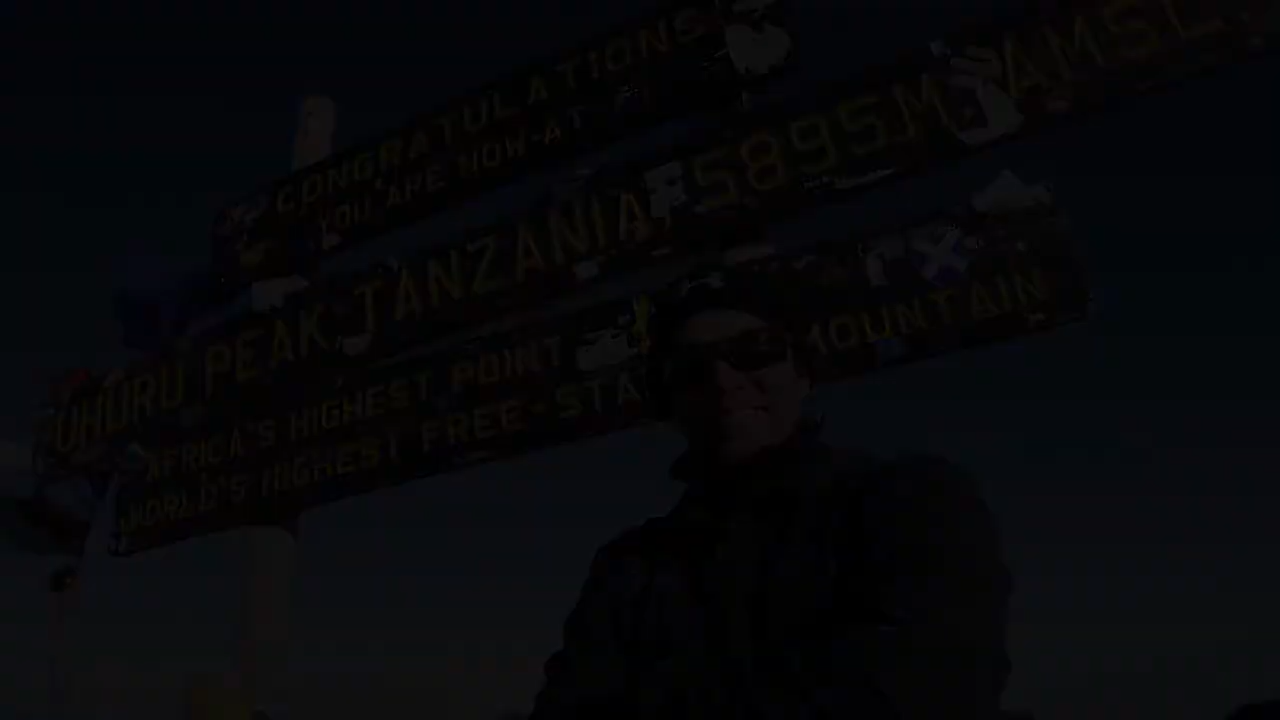 CONGRATULATIONS
YOU ARE NOW AT
UHURU PEAK, TANZANIA, 5895M. AMSL.
AFRICA'S HIGHEST POINT
WORLD'S HIGHEST FREE-STA MOUNTAIN